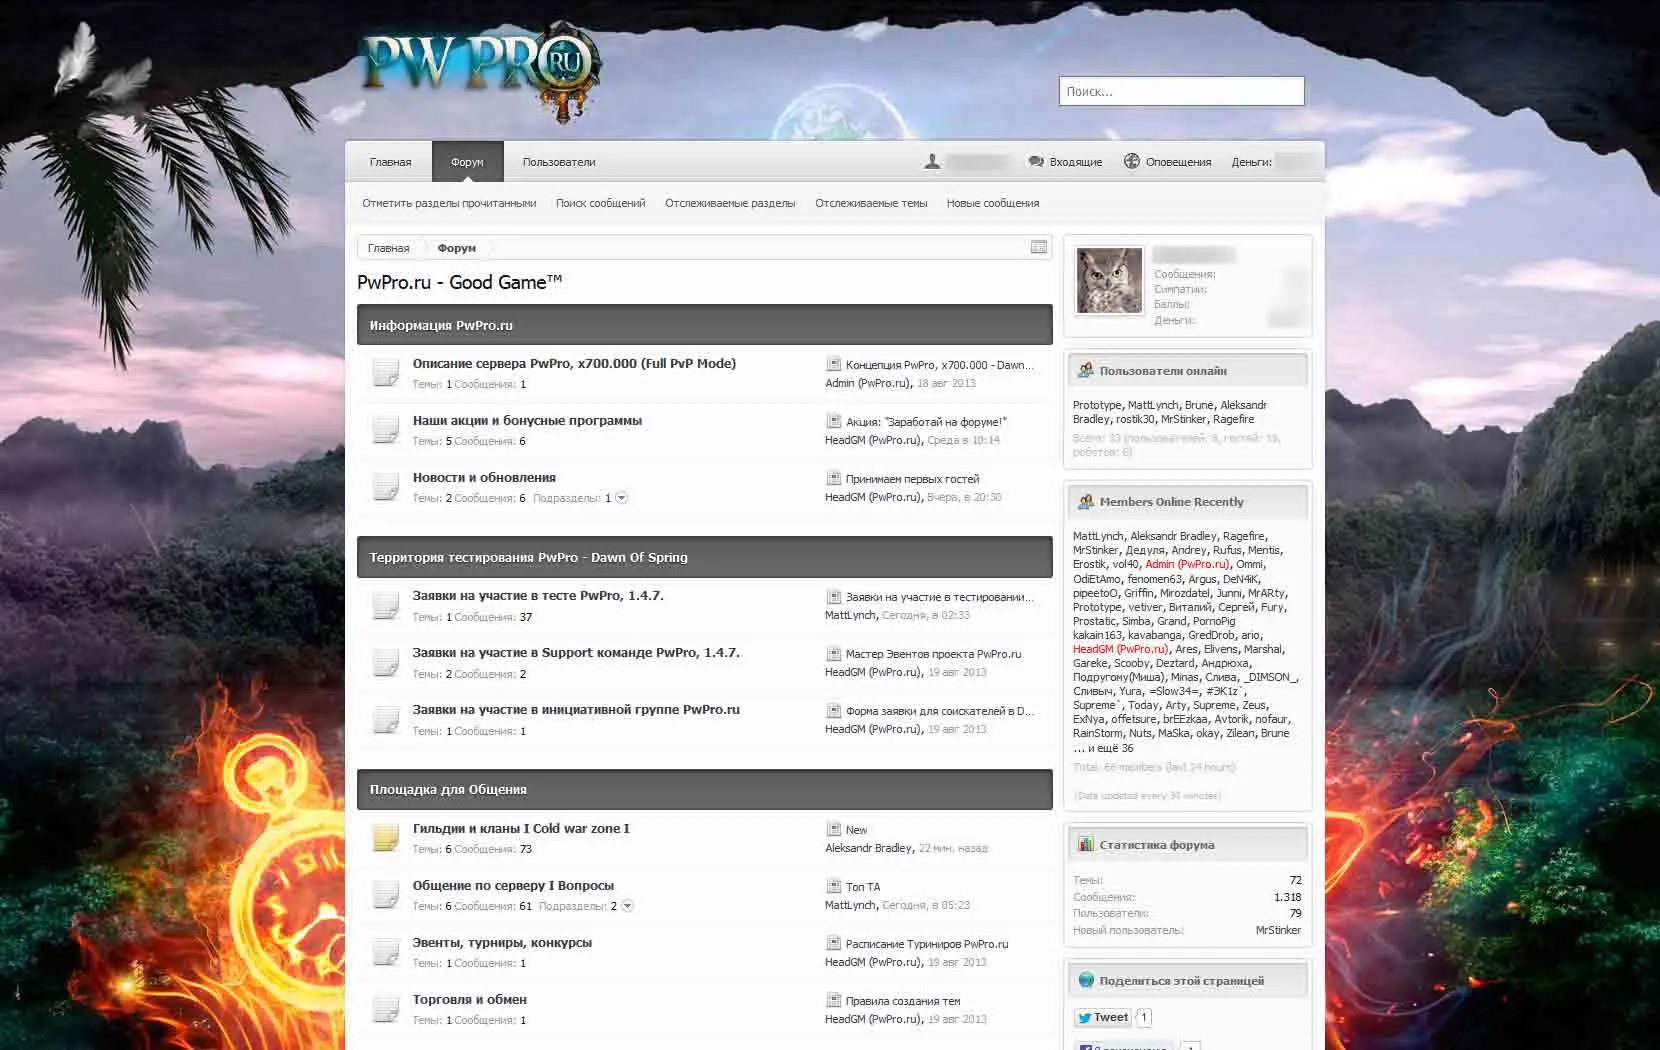 PW PRO RU
Поиск...
Главная Форум Пользователи Входящие Оповещения Деньги:
Отметить разделы прочитанными Поиск сообщений Отслеживаемые разделы Отслеживаемые темы Новые сообщения
Главная Форум
PwPro.ru - Good Game™
Информация PwPro.ru
Описание сервера PwPro, x700.000 (Full PvP Mode)
Темы: 1 Сообщения: 1
Концепция PwPro, x700.000 - Dawn...
Admin (PwPro.ru), 18 авг 2013
Наши акции и бонусные программы
Темы: 5 Сообщения: 6
Акция: "Заработай на форуме!"
HeadGM (PwPro.ru), Среда в 10:14
Новости и обновления
Темы: 2 Сообщения: 6 Подразделы: 1
Принимаем первых гостей
HeadGM (PwPro.ru), Вчера, в 20:30
Территория тестирования PwPro - Dawn Of Spring
Заявки на участие в тесте PwPro, 1.4.7.
Темы: 1 Сообщения: 37
Заявки на участие в тестировании...
MattLynch, Сегодня, в 02:33
Заявки на участие в Support команде PwPro, 1.4.7.
Темы: 2 Сообщения: 2
Мастер Эвентов проекта PwPro.ru
HeadGM (PwPro.ru), 19 авг 2013
Заявки на участие в инициативной группе PwPro.ru
Темы: 1 Сообщения: 1
Форма заявки для соискателей в D...
HeadGM (PwPro.ru), 19 авг 2013
Площадка для Общения
Гильдии и кланы I Cold war zone I
Темы: 6 Сообщения: 73
New
Aleksandr Bradley, 22 мин. назад
Общение по серверу I Вопросы
Темы: 6 Сообщения: 61 Подразделы: 2
Топ ТА
MattLynch, Сегодня, в 05:23
Эвенты, турниры, конкурсы
Темы: 1 Сообщения: 1
Расписание Туриниров PwPro.ru
HeadGM (PwPro.ru), 19 авг 2013
Торговля и обмен
Темы: 1 Сообщения: 1
Правила создания тем
HeadGM (PwPro.ru), 19 авг 2013
Сообщения:
Симпатии:
Баллы:
Деньги:
Пользователи онлайн
Prototype, MattLynch, Brune, Aleksandr
Bradley, rostik30, MrStinker, Ragefire
Всего: 33 (пользователей: 8, гостей: 19,
роботов: 6)
Members Online Recently
MattLynch, Aleksandr Bradley, Ragefire,
MrStinker, Дедуля, Andrey, Rufus, Mentis,
Erostik, vol40, Admin (PwPro.ru), Ommi,
OdiEtAmo, fenomen63, Argus, DeN4iK,
pipeetoO, Griffin, Mirozdatel, Junni, MrARty,
Prototype, vetiver, Виталий, Сергей, Fury,
Prostatic, Simba, Grand, PornoPig
kakain163, kavabanga, GredDrob, ario,
HeadGM (PwPro.ru), Ares, Elivens, Marshal,
Gareke, Scooby, Deztard, Андрюха,
Подругому(Миша), Minas, Слива, _DIMSON_,
Сливыч, Yura, =Slow34=, #ЭК1z`,
Supreme`, Today, Arty, Supreme, Zeus,
ExNya, offetsure, brEEzkaa, Avtorik, nofaur,
RainStorm, Nuts, MaSka, okay, Zilean, Brune
... и ещё 36
Total: 66 members (last 24 hours)
(Data updated every 30 minutes)
Статистика форума
Темы: 72
Сообщения: 1.318
Пользователи: 79
Новый пользователь: MrStinker
Поделиться этой страницей
Tweet 1